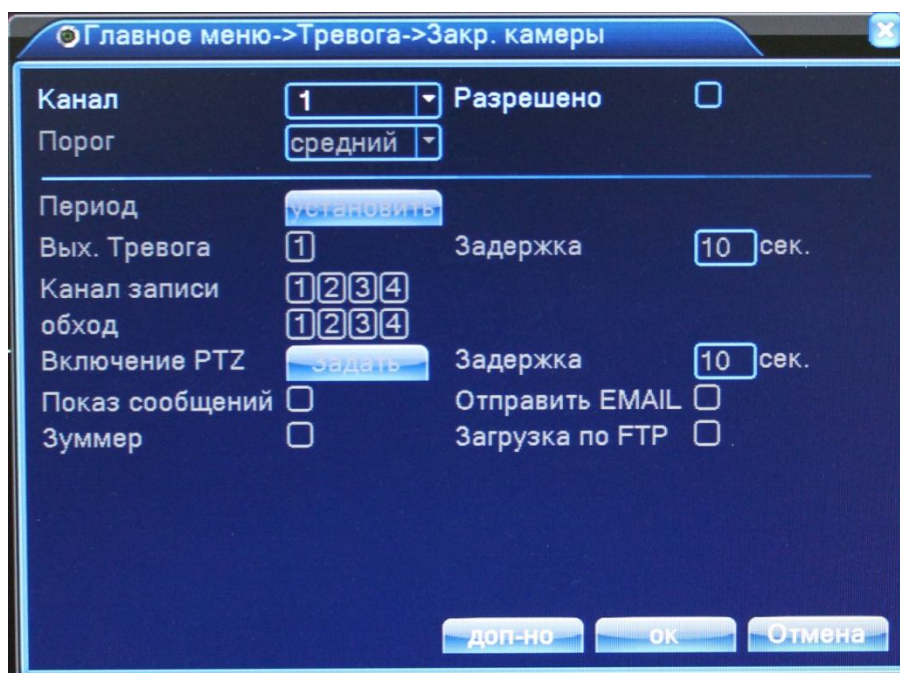 Главное меню->Тревога->Закр. камеры
Канал 1 Разрешено
Порог средний
Период установить
Вых. Тревога 1 Задержка 10 сек.
Канал записи 1 2 3 4
обход 1 2 3 4
Включение PTZ Задать Задержка 10 сек.
Показ сообщений Отправить EMAIL
Зуммер Загрузка по FTP
доп-но ок Отмена